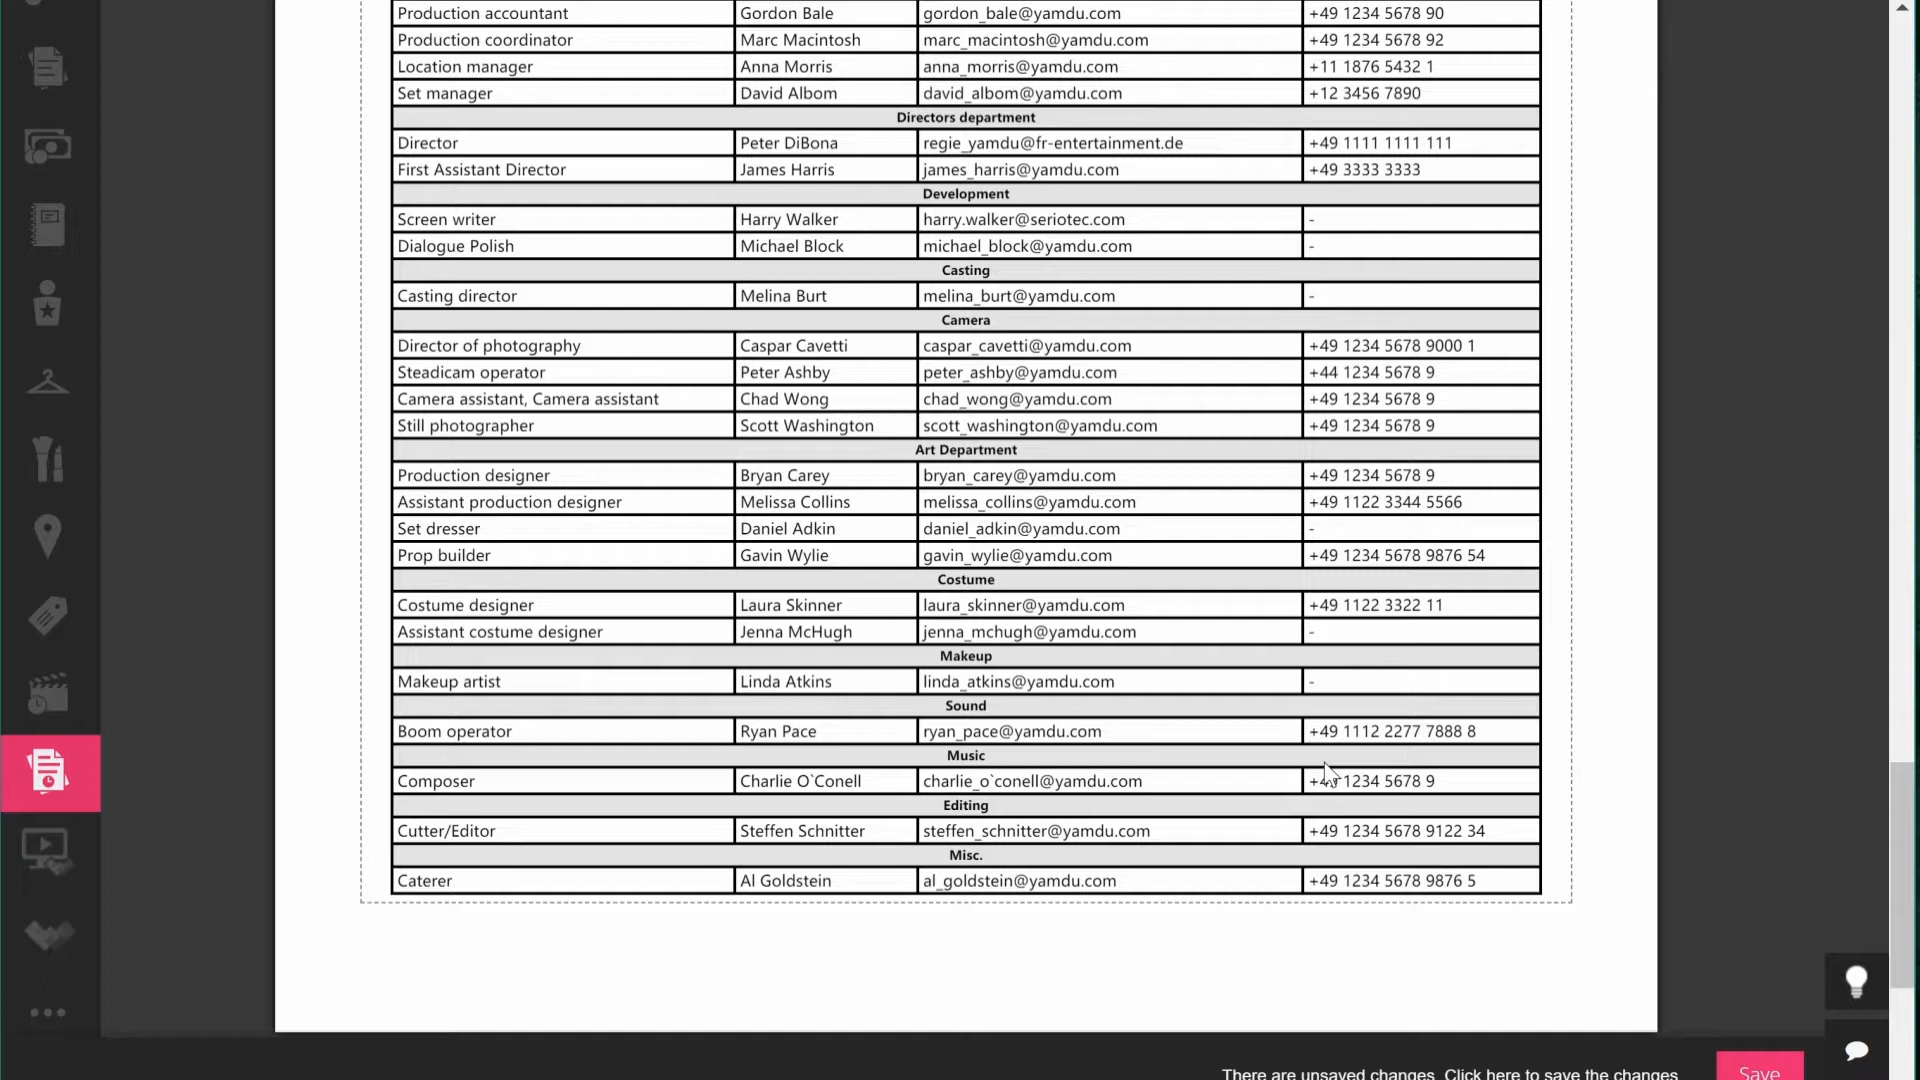 Production accountant Gordon Bale gordon_bale@yamdu.com +49 1234 5678 90
Production coordinator Marc Macintosh marc_macintosh@yamdu.com +49 1234 5678 92
Location manager Anna Morris anna_morris@yamdu.com +11 1876 5432 1
Set manager David Albom david_albom@yamdu.com +12 3456 7890
Directors department
Director Peter DiBona regie_yamdu@fr-entertainment.de +49 1111 1111 111
First Assistant Director James Harris james_harris@yamdu.com +49 3333 3333
Development
Screen writer Harry Walker harry.walker@seriotec.com -
Dialogue Polish Michael Block michael_block@yamdu.com -
Casting
Casting director Melina Burt melina_burt@yamdu.com -
Camera
Director of photography Caspar Cavetti caspar_cavetti@yamdu.com +49 1234 5678 9000 1
Steadicam operator Peter Ashby peter_ashby@yamdu.com +44 1234 5678 9
Camera assistant, Camera assistant Chad Wong chad_wong@yamdu.com +49 1234 5678 9
Still photographer Scott Washington scott_washington@yamdu.com +49 1234 5678 9
Art Department
Production designer Bryan Carey bryan_carey@yamdu.com +49 1234 5678 9
Assistant production designer Melissa Collins melissa_collins@yamdu.com +49 1122 3344 5566
Set dresser Daniel Adkin daniel_adkin@yamdu.com -
Prop builder Gavin Wylie gavin_wylie@yamdu.com +49 1234 5678 9876 54
Costume
Costume designer Laura Skinner laura_skinner@yamdu.com +49 1122 3322 11
Assistant costume designer Jenna McHugh jenna_mchugh@yamdu.com -
Makeup
Makeup artist Linda Atkins linda_atkins@yamdu.com -
Sound
Boom operator Ryan Pace ryan_pace@yamdu.com +49 1112 2277 7888 8
Music
Composer Charlie O`Conell charlie_o`conell@yamdu.com 1234 5678 9
Editing
Cutter/Editor Steffen Schnitter steffen_schnitter@yamdu.com +49 1234 5678 9122 34
Misc.
Caterer Al Goldstein al_goldstein@yamdu.com +49 1234 5678 9876 5
There are unsaved changes. Click here to save the changes Save